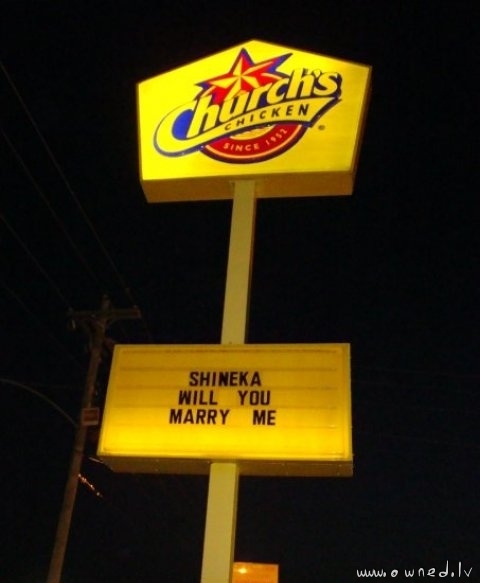 Church's
CHICKEN
SINCE 1952
®
SHINEKA
WILL YOU
MARRY ME
www.owned.lv